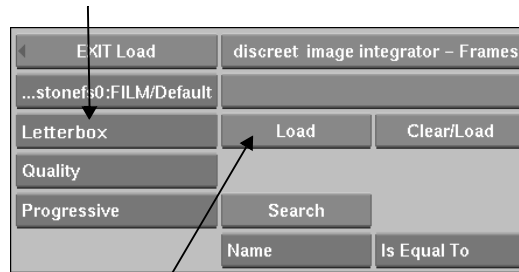 EXIT Load discreet image integrator – Frames
...stonefs0:FILM/Default
Letterbox Load Clear/Load
Quality
Progressive Search
Name Is Equal To